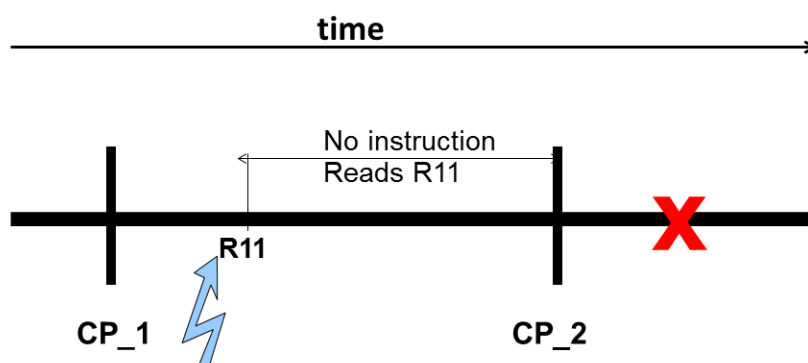 time
No instruction
Reads R11
R11
CP_1
CP_2
X